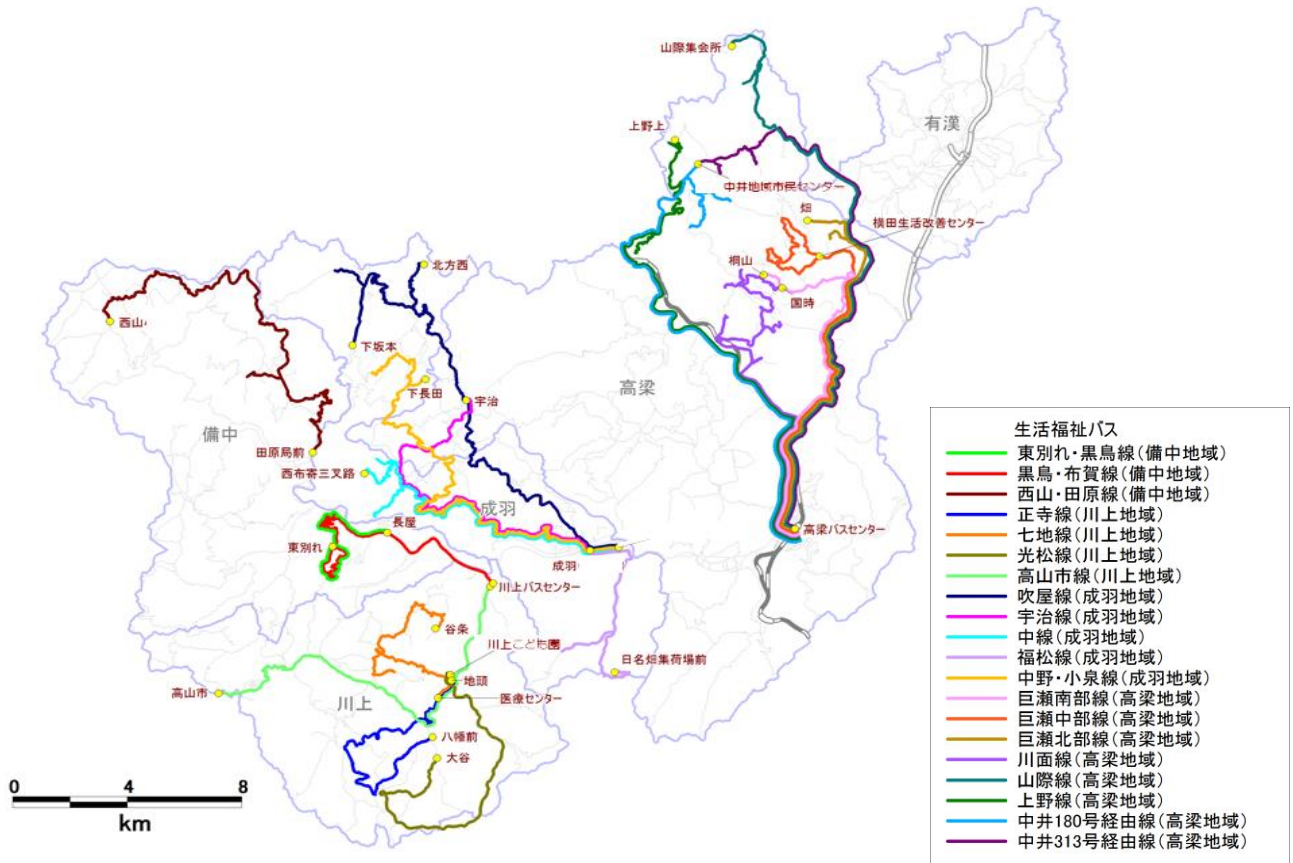 山際集会所
有漢
上野上
中井地域市民センター
畑
横田生活改善センター
北方西
桐山
国時
西山
下坂本
高梁
下長田
宇治
備中
田原局前
西布寄三叉路
成羽
長屋
高梁バスセンター
東別れ
成羽
川上バスセンター
谷条
川上こども園
日名畑集荷場前
地頭
高山市
川上
医療センター
八幡前
大谷
0 4 8
km
生活福祉バス
東別れ・黒鳥線(備中地域)
黒鳥・布賀線(備中地域)
西山・田原線(備中地域)
正寺線(川上地域)
七地線(川上地域)
光松線(川上地域)
高山市線(川上地域)
吹屋線(成羽地域)
宇治線(成羽地域)
中線(成羽地域)
福松線(成羽地域)
中野・小泉線(成羽地域)
巨瀬南部線(高梁地域)
巨瀬中部線(高梁地域)
巨瀬北部線(高梁地域)
川面線(高梁地域)
山際線(高梁地域)
上野線(高梁地域)
中井180号経由線(高梁地域)
中井313号経由線(高梁地域)